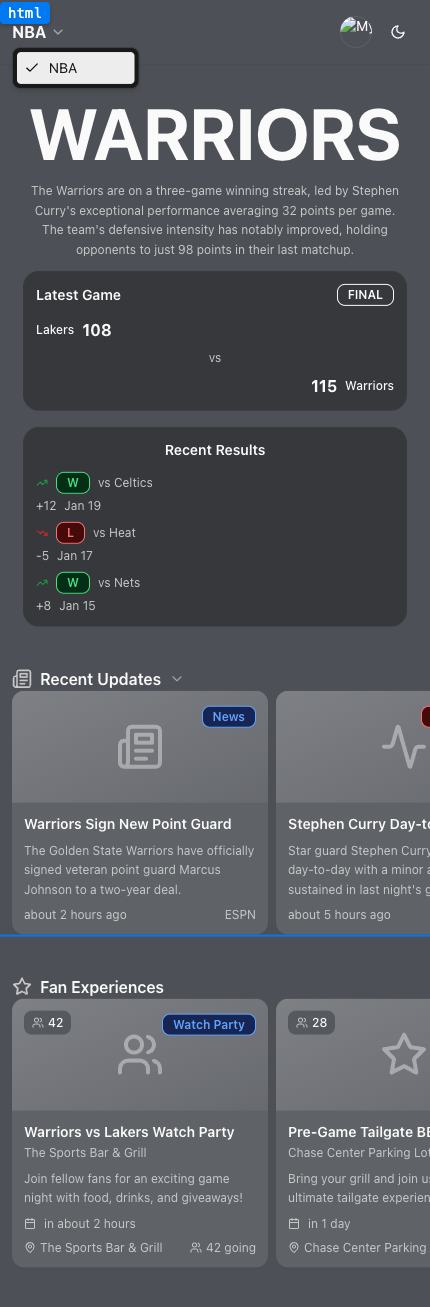 html
NBA
My
NBA
WARRIORS
The Warriors are on a three-game winning streak, led by Stephen
Curry's exceptional performance averaging 32 points per game.
The team's defensive intensity has notably improved, holding
opponents to just 98 points in their last matchup.
Latest Game
FINAL
Lakers 108
vs
115 Warriors
Recent Results
W vs Celtics
+12 Jan 19
L vs Heat
-5 Jan 17
W vs Nets
+8 Jan 15
Recent Updates
News
Warriors Sign New Point Guard
The Golden State Warriors have officially
signed veteran point guard Marcus
Johnson to a two-year deal.
about 2 hours ago
ESPN
Stephen Curry Day-to
Star guard Stephen Curry
day-to-day with a minor a
sustained in last night's g
about 5 hours ago
Fan Experiences
42
Watch Party
Warriors vs Lakers Watch Party
The Sports Bar & Grill
Join fellow fans for an exciting game
night with food, drinks, and giveaways!
in about 2 hours
The Sports Bar & Grill
42 going
28
Pre-Game Tailgate BB
Chase Center Parking Lot
Bring your grill and join us
ultimate tailgate experien
in 1 day
Chase Center Parking